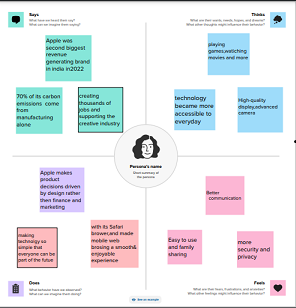 Says
What have we heard them say?
What can we imagine them saying?
Thinks
What are their wants, needs, hopes, and dreams?
What other thoughts might influence their behavior?
Apple was
second biggest
revenue
generating brand
in india in2022
playing
games,watching
movies and more
70% of its carbon
emissions come
from
manufacturing
alone
creating
thousands of
jobs and
supporting the
creative industry
technology
became more
accessible to
everyday
High-quality
display,advanced
camera
Persona's name
Short summary of
the persona
Apple makes
product
decisions driven
by design rather
then finance and
marketing
Better
communication
making
technology so
simple that
everyone can be
part of the future
with its Safari
browser,and made
mobile web
brosing a smooth&
enjoyable
experience
Easy to use
and family
sharing
more
security and
privacy
Does
What behavior have we observed?
What can we imagine them doing?
Feels
What are their fears, frustrations, and anxieties?
What other feelings might influence their behavior?
See an example